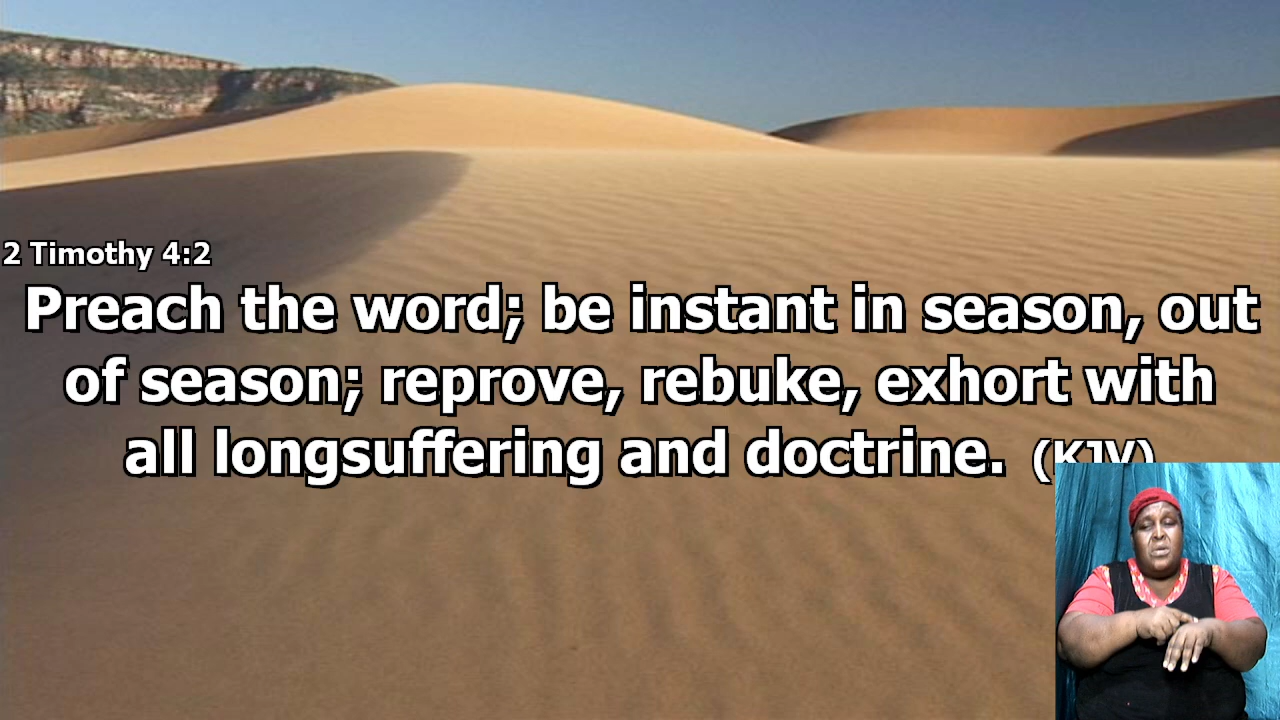 2 Timothy 4:2
Preach the word; be instant in season, out
of season; reprove, rebuke, exhort with
all longsuffering and doctrine. (KJV)